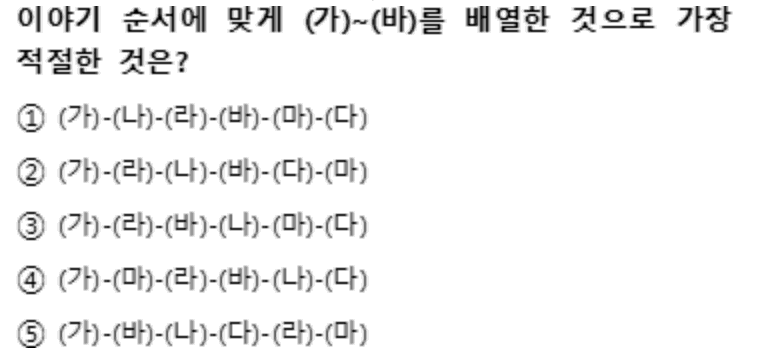 이야기 순서에 맞게 (가)~(바)를 배열한 것으로 가장
적절한 것은?
① (가)-(나)-(라)-(바)-(마)-(다)
② (가)-(라)-(나)-(바)-(다)-(마)
③ (가)-(라)-(바)-(나)-(마)-(다)
④ (가)-(마)-(라)-(바)-(나)-(다)
⑤ (가)-(바)-(나)-(다)-(라)-(마)